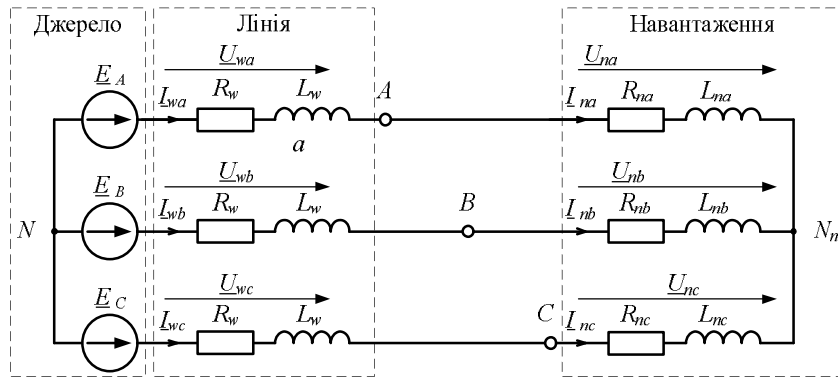 Джерело Лінія Навантаження
U_wa U_na
E_A I_wa R_w L_w A I_na R_na L_na
a
U_wb U_nb
E_B I_wb R_w L_w B I_nb R_nb L_nb
N N_n
U_wc U_nc
E_C I_wc R_w L_w C I_nc R_nc L_nc